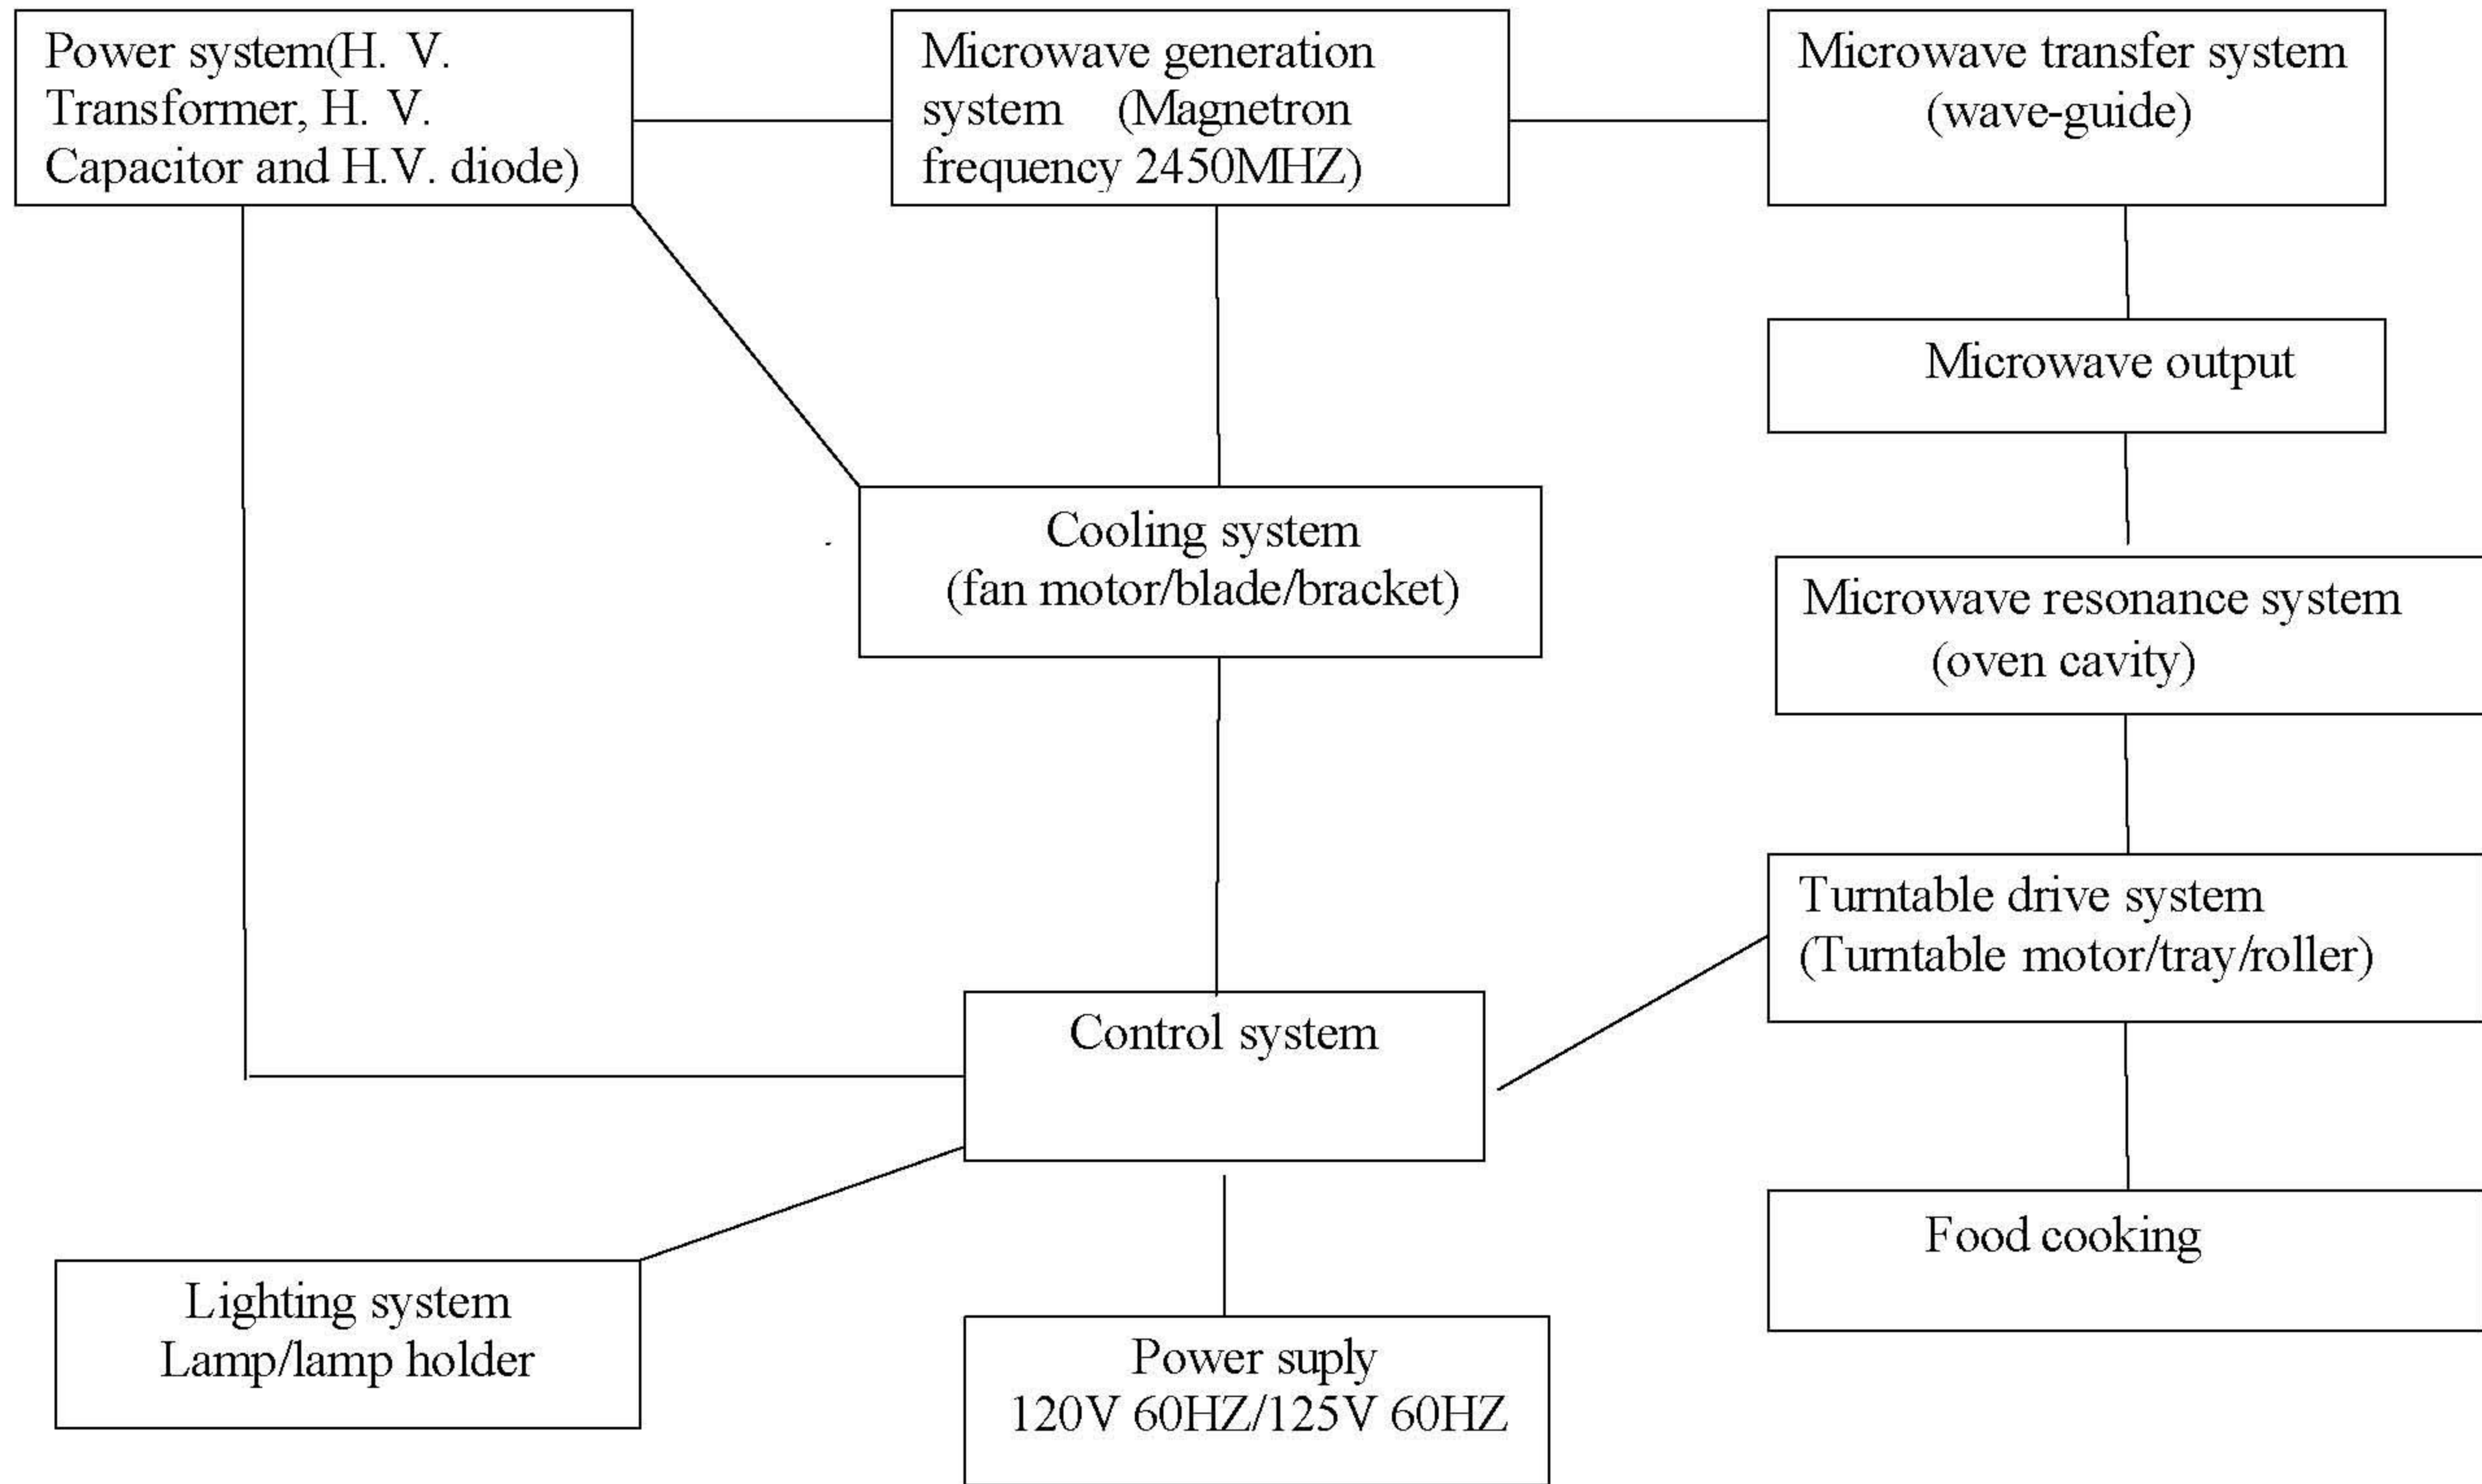 Power system(H. V.
Transformer, H. V.
Capacitor and H.V. diode)
Microwave generation
system (Magnetron
frequency 2450MHZ)
Microwave transfer system
(wave-guide)
Microwave output
Cooling system
(fan motor/blade/bracket)
Microwave resonance system
(oven cavity)
Turntable drive system
(Turntable motor/tray/roller)
Control system
Food cooking
Lighting system
Lamp/lamp holder
Power suply
120V 60HZ/125V 60HZ